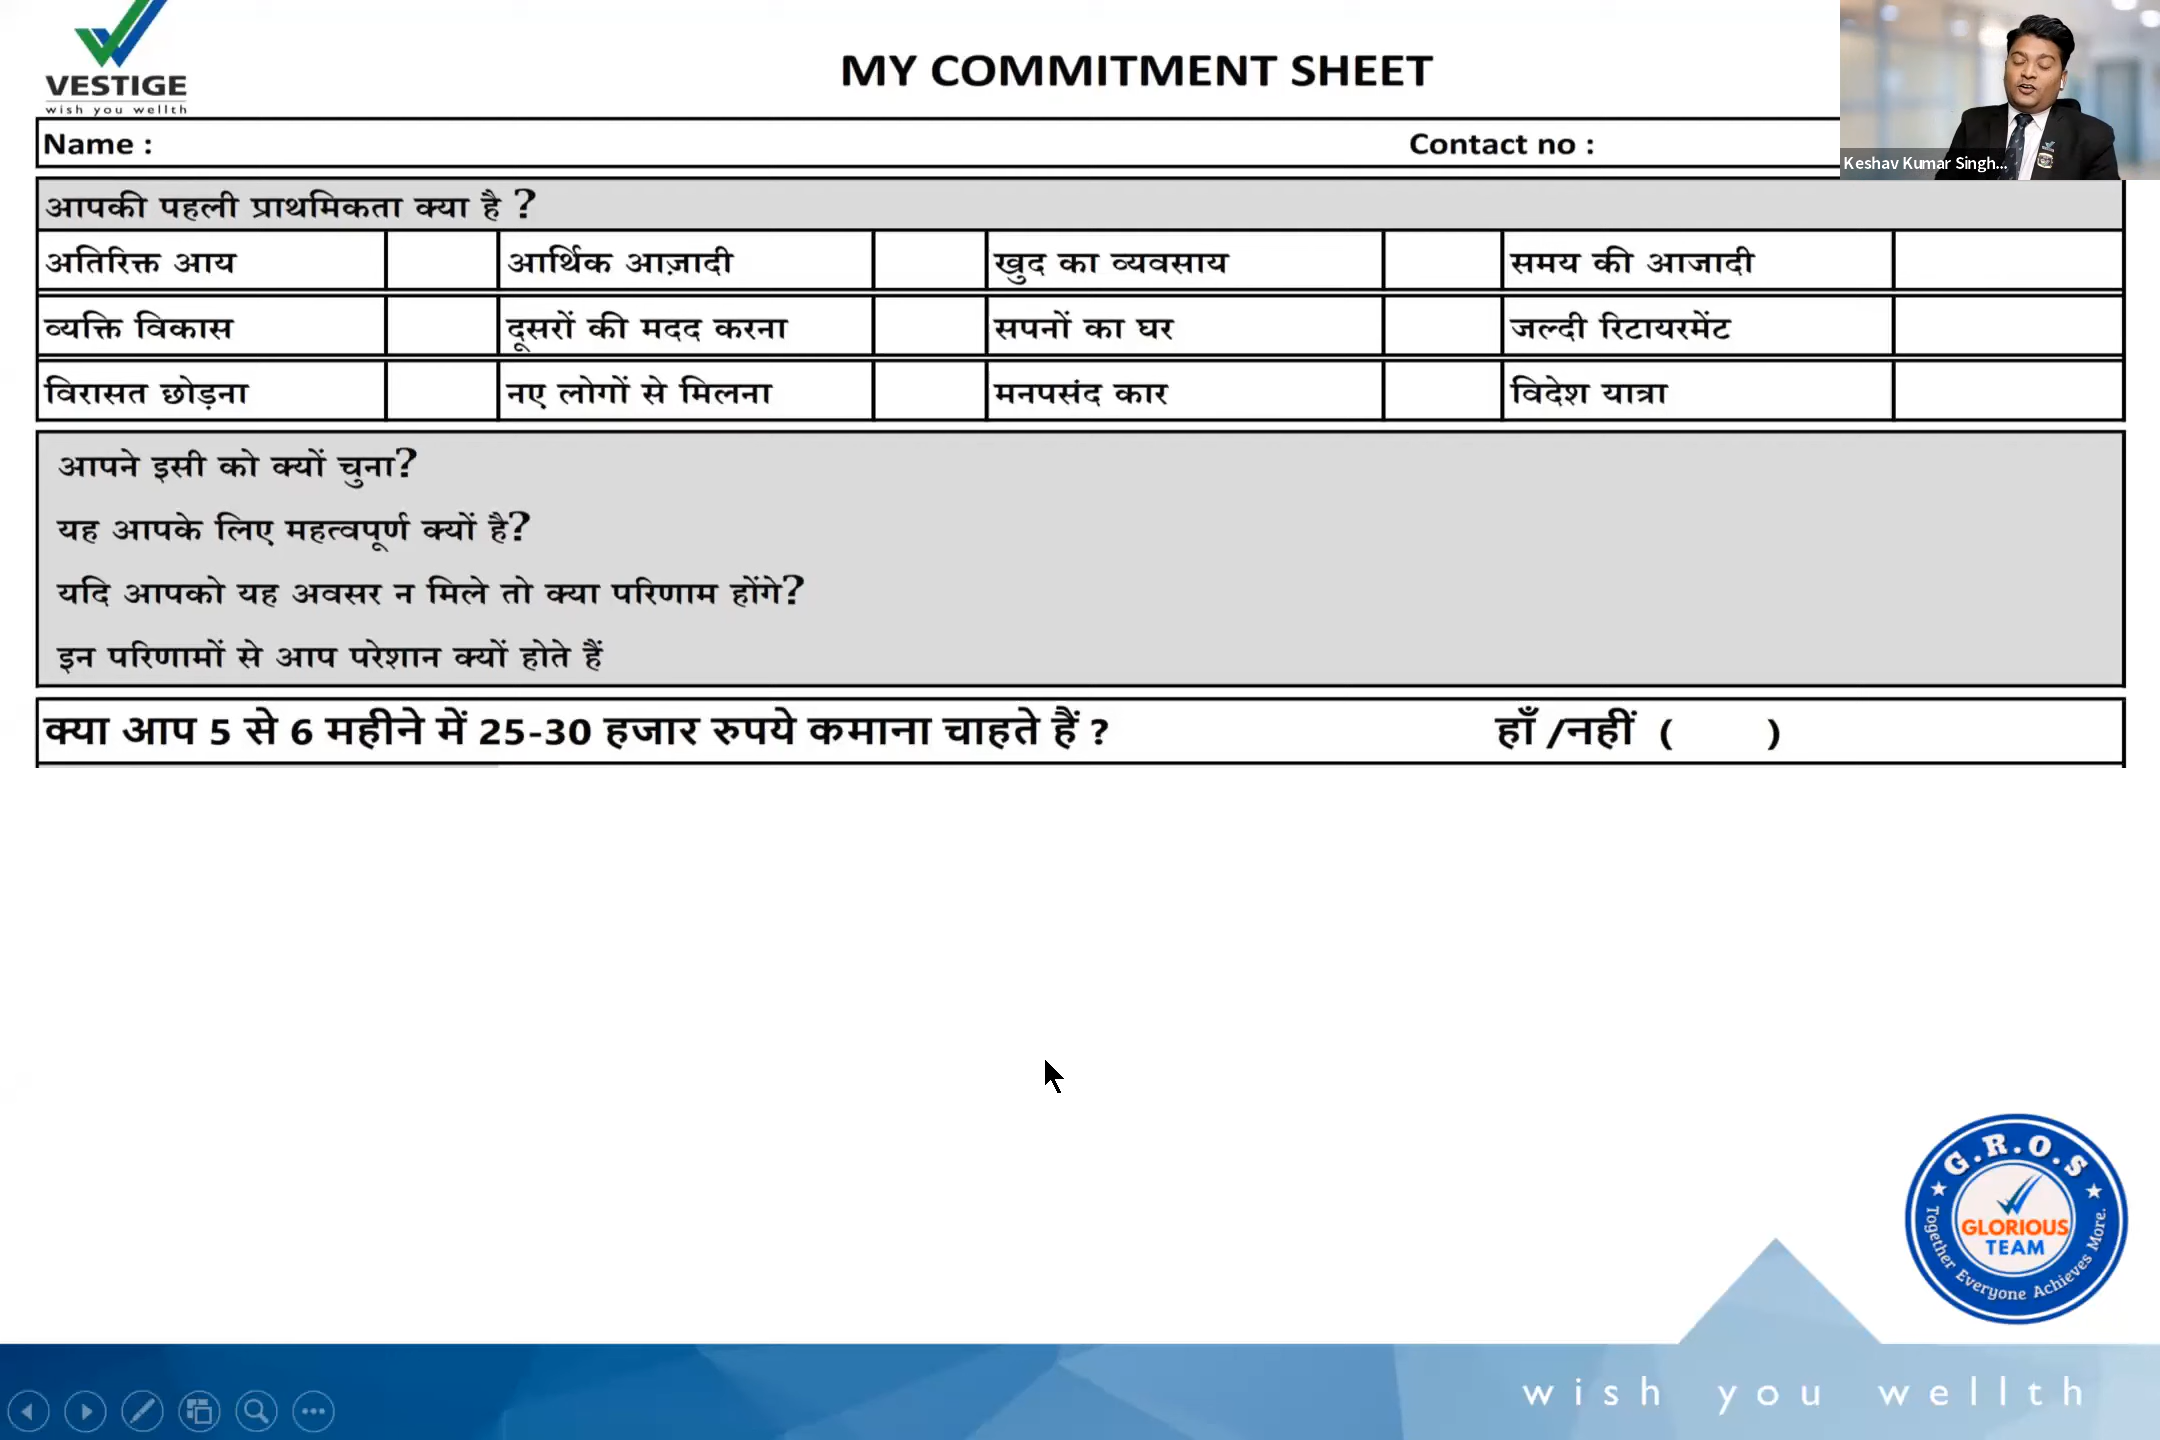 VESTIGE
wish you wellth
MY COMMITMENT SHEET
Keshav Kumar Singh...
Name :
Contact no :
आपकी पहली प्राथमिकता क्या है ?
अतिरिक्त आय
आर्थिक आज़ादी
खुद का व्यवसाय
समय की आजादी
व्यक्ति विकास
दूसरों की मदद करना
सपनों का घर
जल्दी रिटायरमेंट
विरासत छोड़ना
नए लोगों से मिलना
मनपसंद कार
विदेश यात्रा
आपने इसी को क्यों चुना?
यह आपके लिए महत्वपूर्ण क्यों है?
यदि आपको यह अवसर न मिले तो क्या परिणाम होंगे?
इन परिणामों से आप परेशान क्यों होते हैं
क्या आप 5 से 6 महीने में 25-30 हजार रुपये कमाना चाहते हैं ?
हाँ /नहीं ( )
G.R.O.S
GLORIOUS
TEAM
Together Everyone Achieves More.
wish you wellth